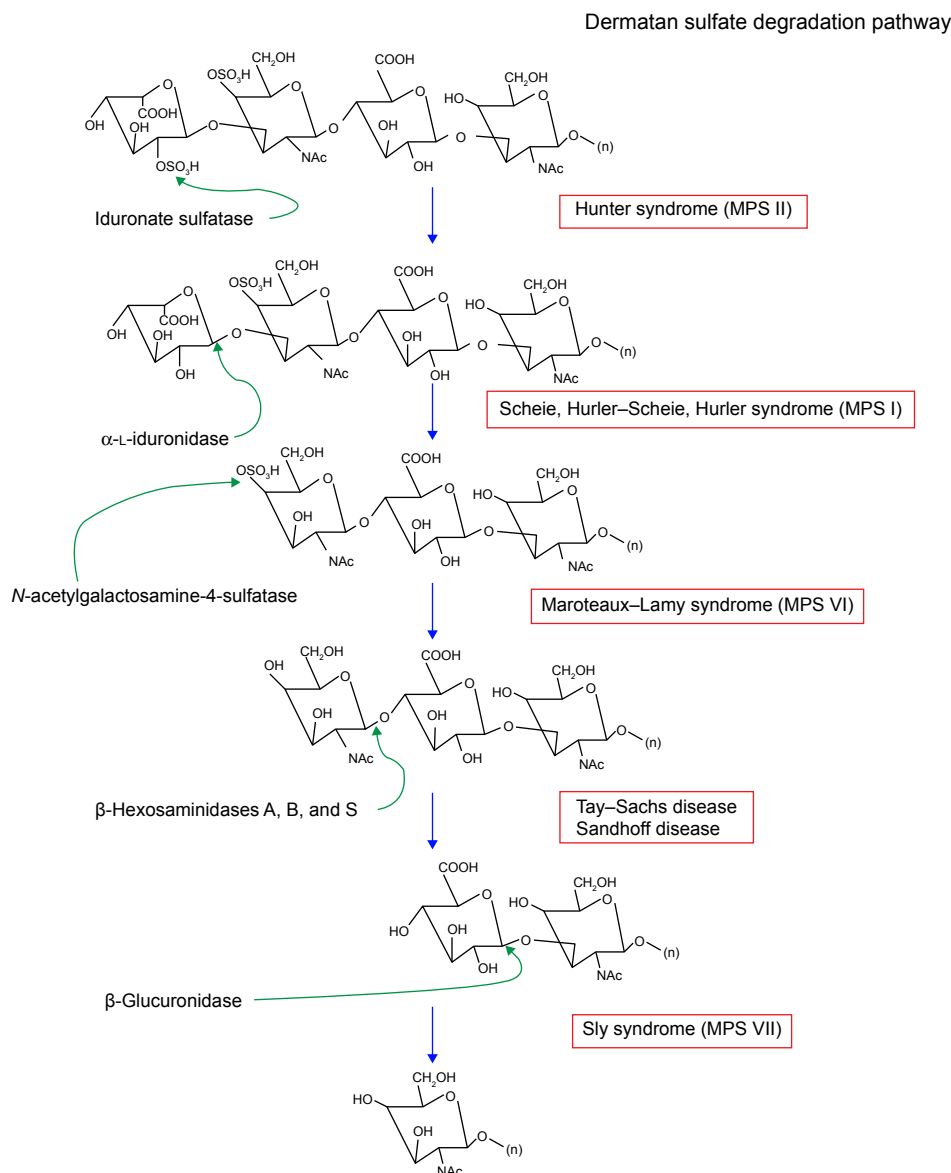 Dermatan sulfate degradation pathway
CH₂OH
COOH
OSO₃H
CH₂OH
O
O
O
HO
O
COOH
OH
OH
O
O
OH
O
O
(n)
NAc
OH
NAc
OSO₃H
Iduronate sulfatase
Hunter syndrome (MPS II)
CH₂OH
COOH
OSO₃H
CH₂OH
O
O
O
HO
O
COOH
OH
OH
O
O
OH
O
O
(n)
OH
NAc
OH
NAc
Scheie, Hurler–Scheie, Hurler syndrome (MPS I)
α-L-iduronidase
CH₂OH
COOH
OSO₃H
CH₂OH
O
O
HO
O
OH
O
OH
O
O
(n)
NAc
OH
NAc
N-acetylgalactosamine-4-sulfatase
Maroteaux–Lamy syndrome (MPS VI)
CH₂OH
COOH
OH
CH₂OH
O
O
HO
O
OH
O
OH
O
O
(n)
NAc
OH
NAc
β-Hexosaminidases A, B, and S
Tay–Sachs disease
Sandhoff disease
COOH
CH₂OH
O
HO
O
HO
OH
O
O
(n)
OH
NAc
β-Glucuronidase
Sly syndrome (MPS VII)
CH₂OH
HO
O
OH
O
(n)
NAc